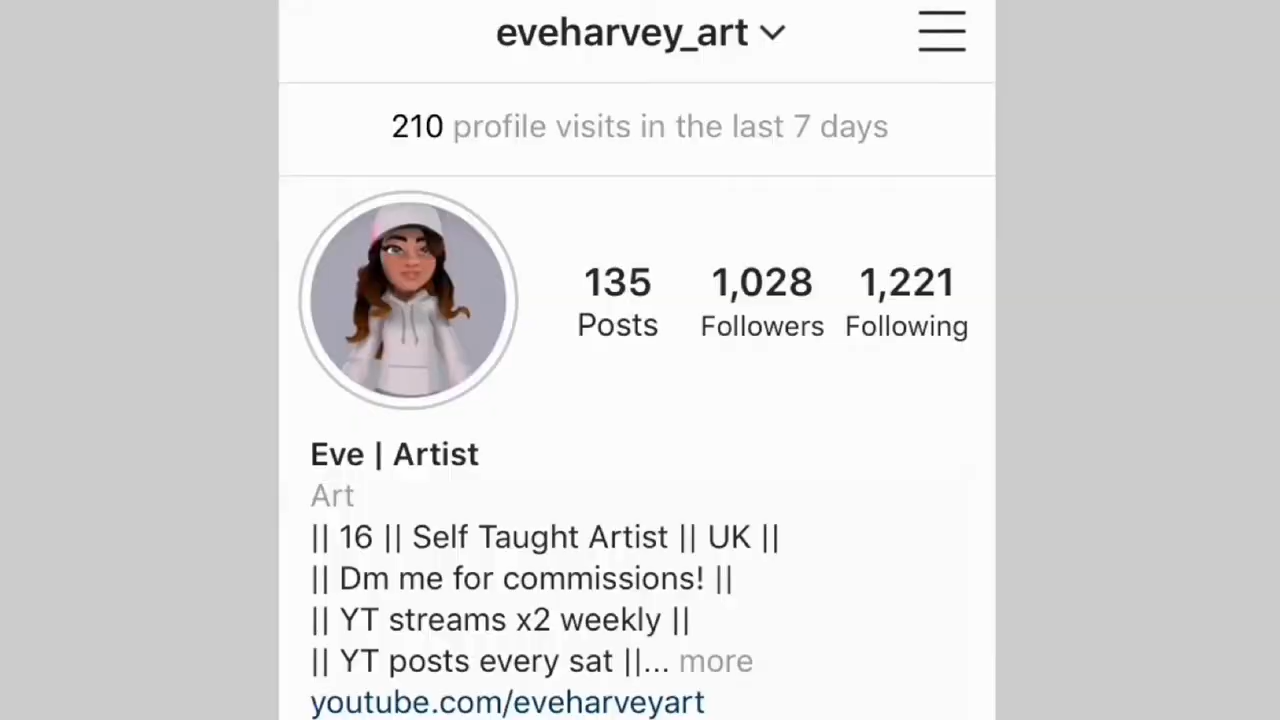 eveharvey_art
210 profile visits in the last 7 days
135 1,028 1,221
Posts Followers Following
Eve | Artist
Art
|| 16 || Self Taught Artist || UK ||
|| Dm me for commissions! ||
|| YT streams x2 weekly ||
|| YT posts every sat ||... more
youtube.com/eveharveyart